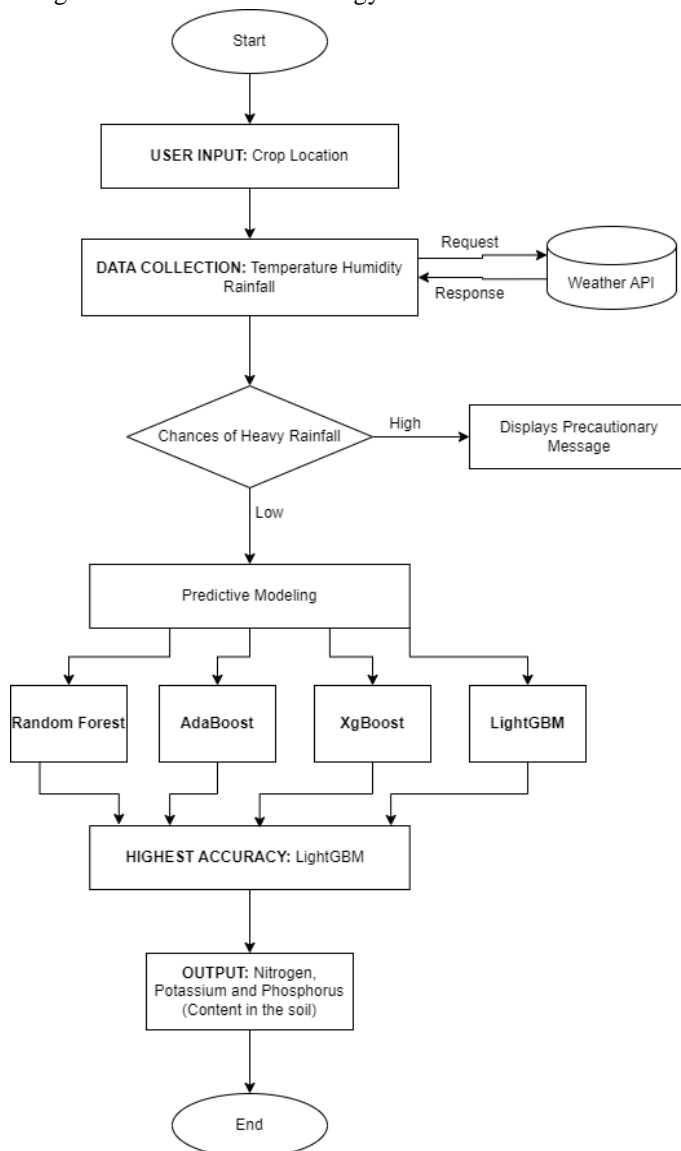 Start
USER INPUT: Crop Location
DATA COLLECTION: Temperature Humidity
Rainfall
Request
Response
Weather API
Chances of Heavy Rainfall
High
Displays Precautionary
Message
Low
Predictive Modeling
Random Forest
AdaBoost
XgBoost
LightGBM
HIGHEST ACCURACY: LightGBM
OUTPUT: Nitrogen,
Potassium and Phosphorus
(Content in the soil)
End